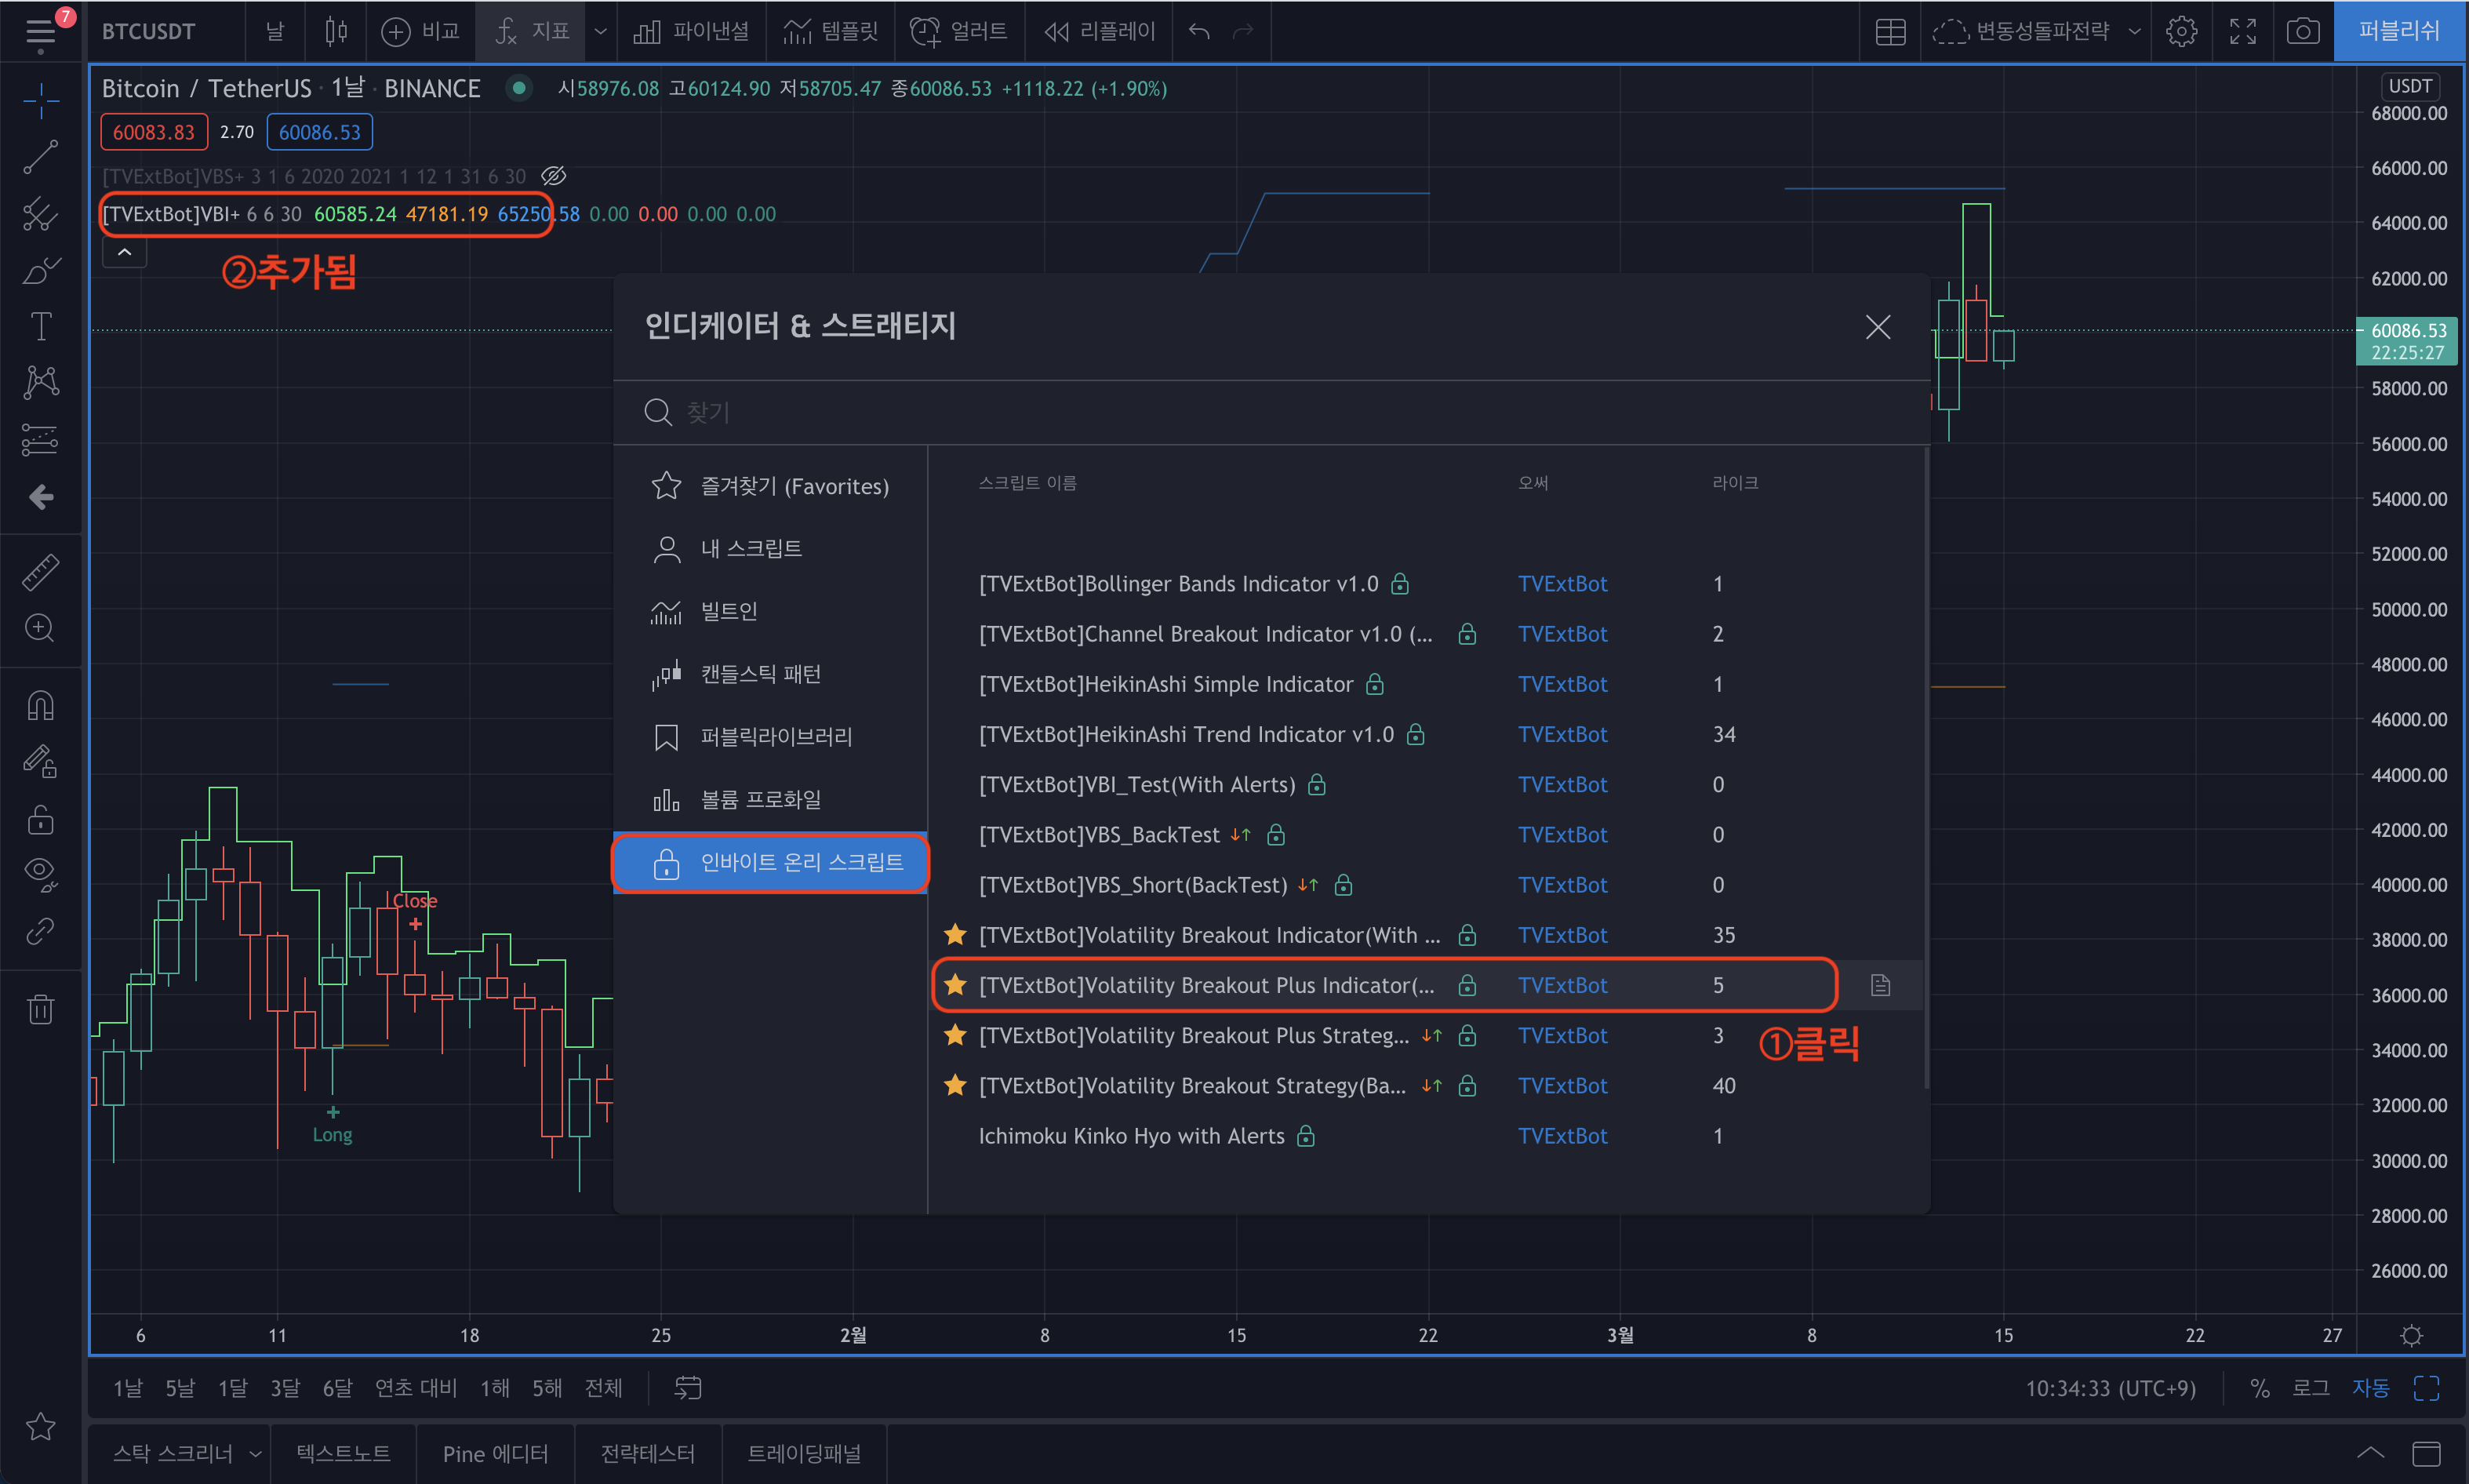 7
BTCUSDT 날 비교 지표 파이낸셜 템플릿 얼러트 리플레이 변동성돌파전략 퍼블리쉬
Bitcoin / TetherUS · 1날 · BINANCE 시58976.08 고60124.90 저58705.47 종60086.53 +1118.22 (+1.90%)
60083.83 2.70 60086.53
[TVExtBot]VBS+ 3 1 6 2020 2021 1 12 1 31 6 30
[TVExtBot]VBI+ 6 6 30 60585.24 47181.19 65250.58 0.00 0.00 0.00 0.00
②추가됨
인디케이터 & 스트래티지
찾기
즐겨찾기 (Favorites)
내 스크립트
빌트인
캔들스틱 패턴
퍼블릭라이브러리
볼륨 프로화일
인바이트 온리 스크립트
스크립트 이름 오써 라이크
[TVExtBot]Bollinger Bands Indicator v1.0 TVExtBot 1
[TVExtBot]Channel Breakout Indicator v1.0 (... TVExtBot 2
[TVExtBot]HeikinAshi Simple Indicator TVExtBot 1
[TVExtBot]HeikinAshi Trend Indicator v1.0 TVExtBot 34
[TVExtBot]VBI_Test(With Alerts) TVExtBot 0
[TVExtBot]VBS_BackTest TVExtBot 0
[TVExtBot]VBS_Short(BackTest) TVExtBot 0
[TVExtBot]Volatility Breakout Indicator(With ... TVExtBot 35
[TVExtBot]Volatility Breakout Plus Indicator(... TVExtBot 5
[TVExtBot]Volatility Breakout Plus Strateg... TVExtBot 3
[TVExtBot]Volatility Breakout Strategy(Ba... TVExtBot 40
Ichimoku Kinko Hyo with Alerts TVExtBot 1
①클릭
Close
Long
USDT
68000.00
66000.00
64000.00
62000.00
60086.53
22:25:27
58000.00
56000.00
54000.00
52000.00
50000.00
48000.00
46000.00
44000.00
42000.00
40000.00
38000.00
36000.00
34000.00
32000.00
30000.00
28000.00
26000.00
6 11 18 25 2월 8 15 22 3월 8 15 22 27
1날 5날 1달 3달 6달 연초 대비 1해 5해 전체 10:34:33 (UTC+9) % 로그 자동
스탁 스크리너 텍스트노트 Pine 에디터 전략테스터 트레이딩패널